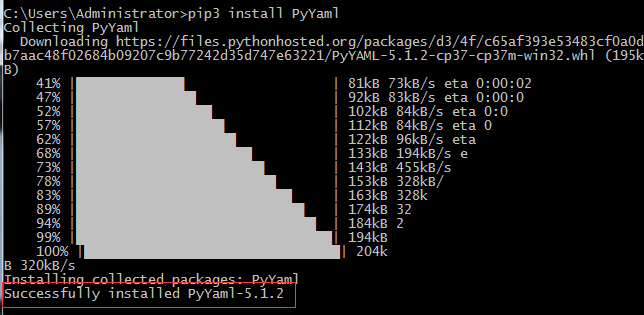 C:\Users\Administrator>pip3 install PyYaml
Collecting PyYaml
  Downloading https://files.pythonhosted.org/packages/d3/4f/c65af393e53483cf0a0d
b7aac48f02684b09207c9b77242d35d747e63221/PyYAML-5.1.2-cp37-cp37m-win32.whl (195k
B)
41% | | 81kB 73kB/s eta 0:00:02
47% | | 92kB 83kB/s eta 0:00:0
52% | | 102kB 84kB/s eta 0:0
57% | | 112kB 84kB/s eta 0
62% | | 122kB 96kB/s eta
68% | | 133kB 194kB/s e
73% | | 143kB 455kB/s
78% | | 153kB 328kB/
83% | | 163kB 328k
89% | | 174kB 32
94% | | 184kB 2
99% | | 194kB
100% | | 204k
B 320kB/s
Installing collected packages: PyYaml
Successfully installed PyYaml-5.1.2